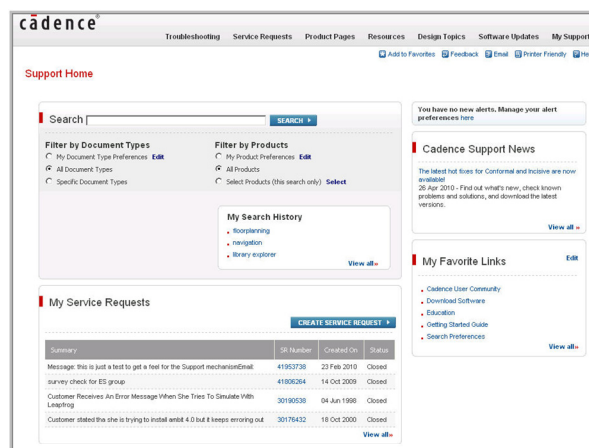 cādence®
Troubleshooting Service Requests Product Pages Resources Design Topics Software Updates My Support
Add to Favorites Feedback Email Printer Friendly He
Support Home
Search SEARCH
Filter by Document Types
My Document Type Preferences Edit
All Document Types
Specific Document Types
Filter by Products
My Product Preferences Edit
All Products
Select Products (this search only) Select
My Search History
floorplanning
navigation
library explorer
View all»
You have no new alerts. Manage your alert
preferences here
Cadence Support News
The latest hot fixes for Conformal and Incisive are now
available!
26 Apr 2010 - Find out what's new, check known
problems and solutions, and download the latest
versions.
View all »
My Favorite Links Edit
Cadence User Community
Download Software
Education
Getting Started Guide
Search Preferences
View all»
My Service Requests
CREATE SERVICE REQUEST
Summary SR Number Created On Status
Message: this is just a test to get a feel for the Support mechanismEmail: 41953738 23 Feb 2010 Closed
survey check for ES group 41806264 14 Oct 2009 Closed
Customer Receives An Error Message When She Tries To Simulate With
Leapfrog 30190538 04 Jun 1998 Closed
Customer stated tha she is trying to install ambit 4.0 but it keeps erroring out 30176432 18 Oct 2000 Closed
View all»